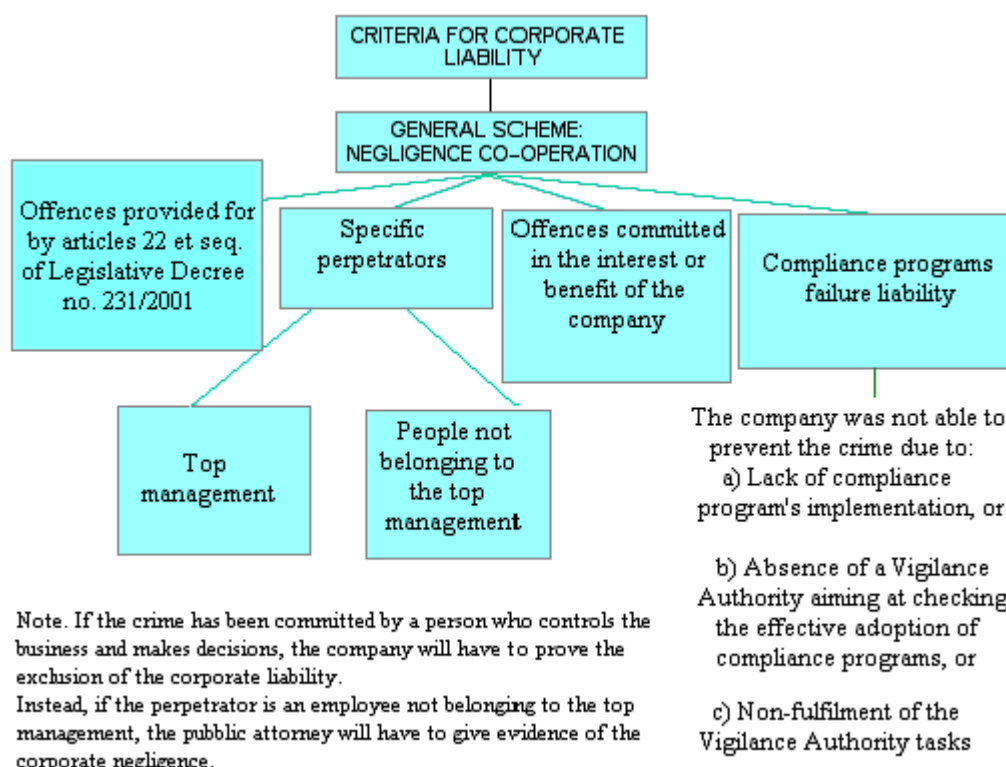 CRITERIA FOR CORPORATE
LIABILITY
GENERAL SCHEME:
NEGLIGENCE CO-OPERATION
Offences provided for
by articles 22 et seq.
of Legislative Decree
no. 231/2001
Specific
perpetrators
Offences committed
in the interest or
benefit of the
company
Compliance programs
failure liability
Top
management
People not
belonging to
the top
management
The company was not able to
prevent the crime due to:
a) Lack of compliance
program's implementation, or
b) Absence of a Vigilance
Authority aiming at checking
the effective adoption of
compliance programs, or
c) Non-fulfilment of the
Vigilance Authority tasks
Note. If the crime has been committed by a person who controls the
business and makes decisions, the company will have to prove the
exclusion of the corporate liability.
Instead, if the perpetrator is an employee not belonging to the top
management, the pubblic attorney will have to give evidence of the
corporate negligence.